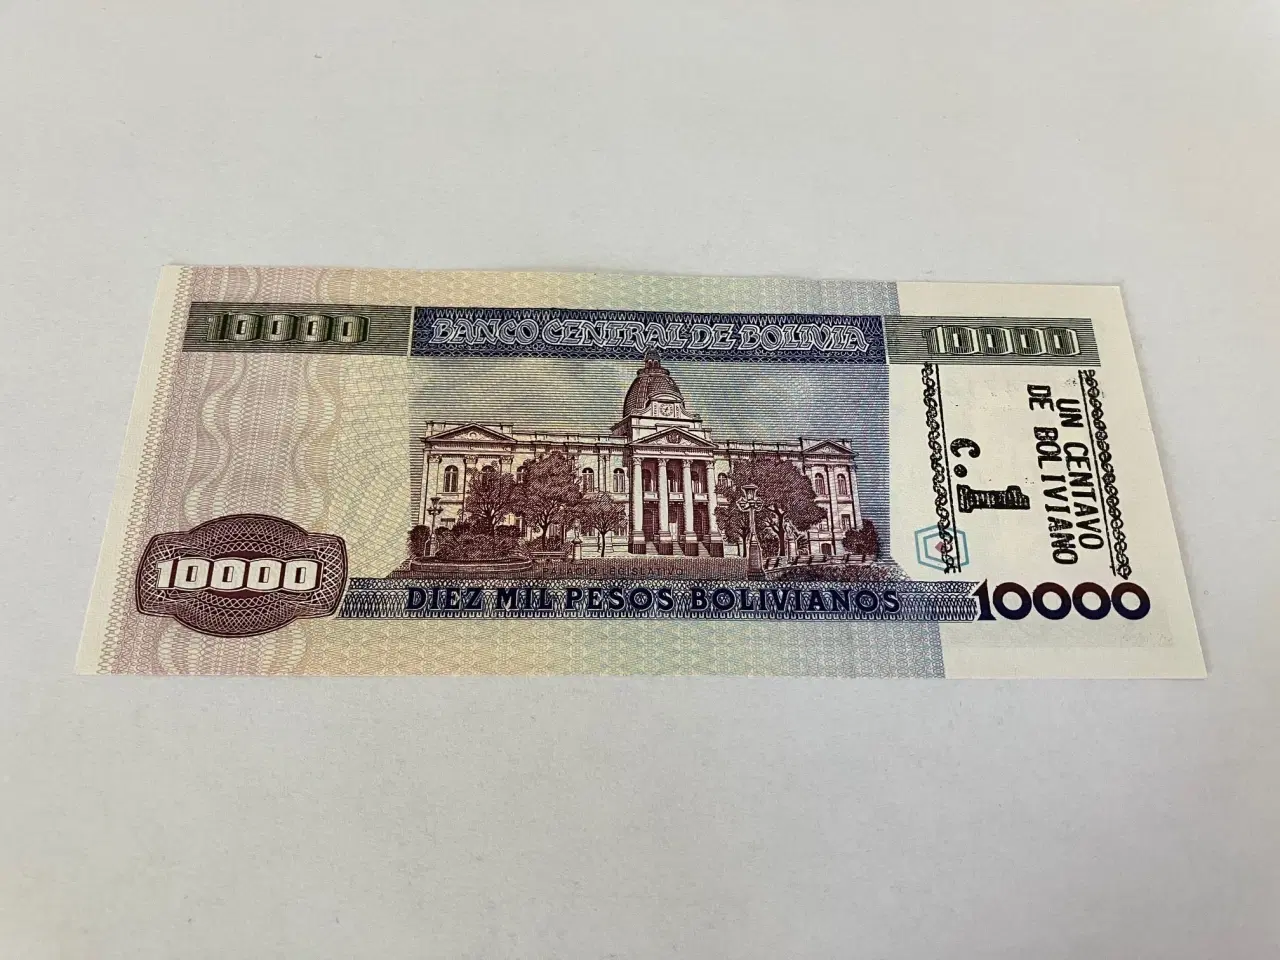 10000
BANCO CENTRAL DE BOLIVIA
10000
UN CENTAVO
DE BOLIVIANO
C.1
10000
DIEZ MIL PESOS BOLIVIANOS
10000